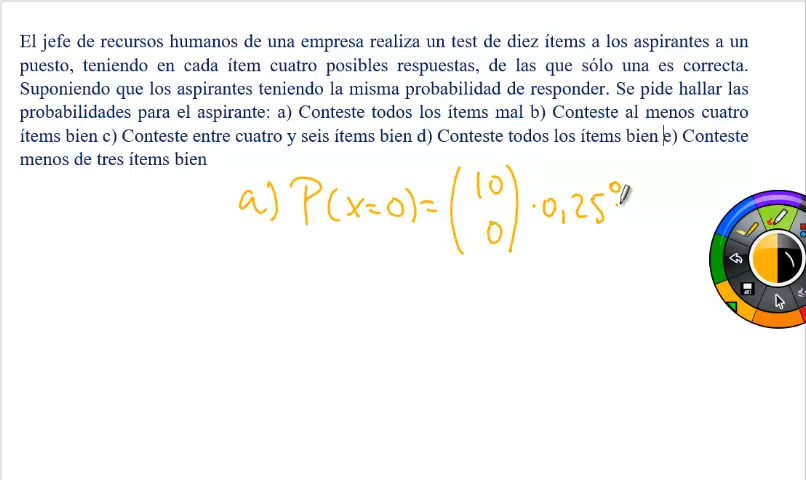 El jefe de recursos humanos de una empresa realiza un test de diez ítems a los aspirantes a un
puesto, teniendo en cada ítem cuatro posibles respuestas, de las que sólo una es correcta.
Suponiendo que los aspirantes teniendo la misma probabilidad de responder. Se pide hallar las
probabilidades para el aspirante: a) Conteste todos los ítems mal b) Conteste al menos cuatro
ítems bien c) Conteste entre cuatro y seis ítems bien d) Conteste todos los ítems bien e) Conteste
menos de tres ítems bien
a) P(x=0)= (10 0) · 0,25⁰